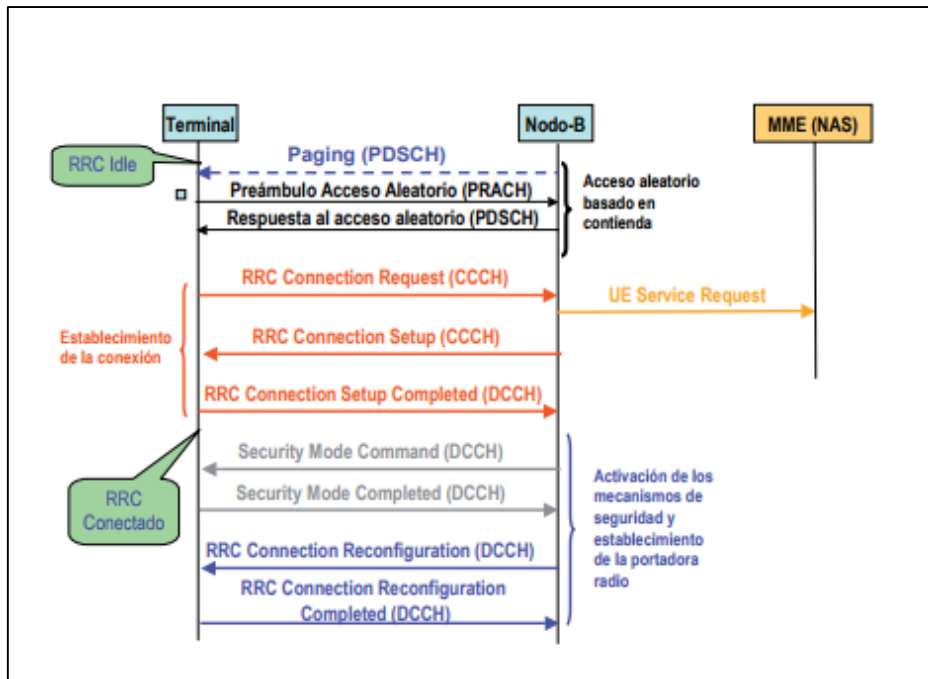 Terminal
Nodo-B
MME (NAS)
RRC Idle
Paging (PDSCH)
Preámbulo Acceso Aleatorio (PRACH)
Respuesta al acceso aleatorio (PDSCH)
Acceso aleatorio
basado en
contienda
RRC Connection Request (CCCH)
UE Service Request
Establecimiento
de la conexión
RRC Connection Setup (CCCH)
RRC Connection Setup Completed (DCCH)
Security Mode Command (DCCH)
RRC
Conectado
Security Mode Completed (DCCH)
Activación de los
mecanismos de
seguridad y
establecimiento
de la portadora
radio
RRC Connection Reconfiguration (DCCH)
RRC Connection Reconfiguration
Completed (DCCH)